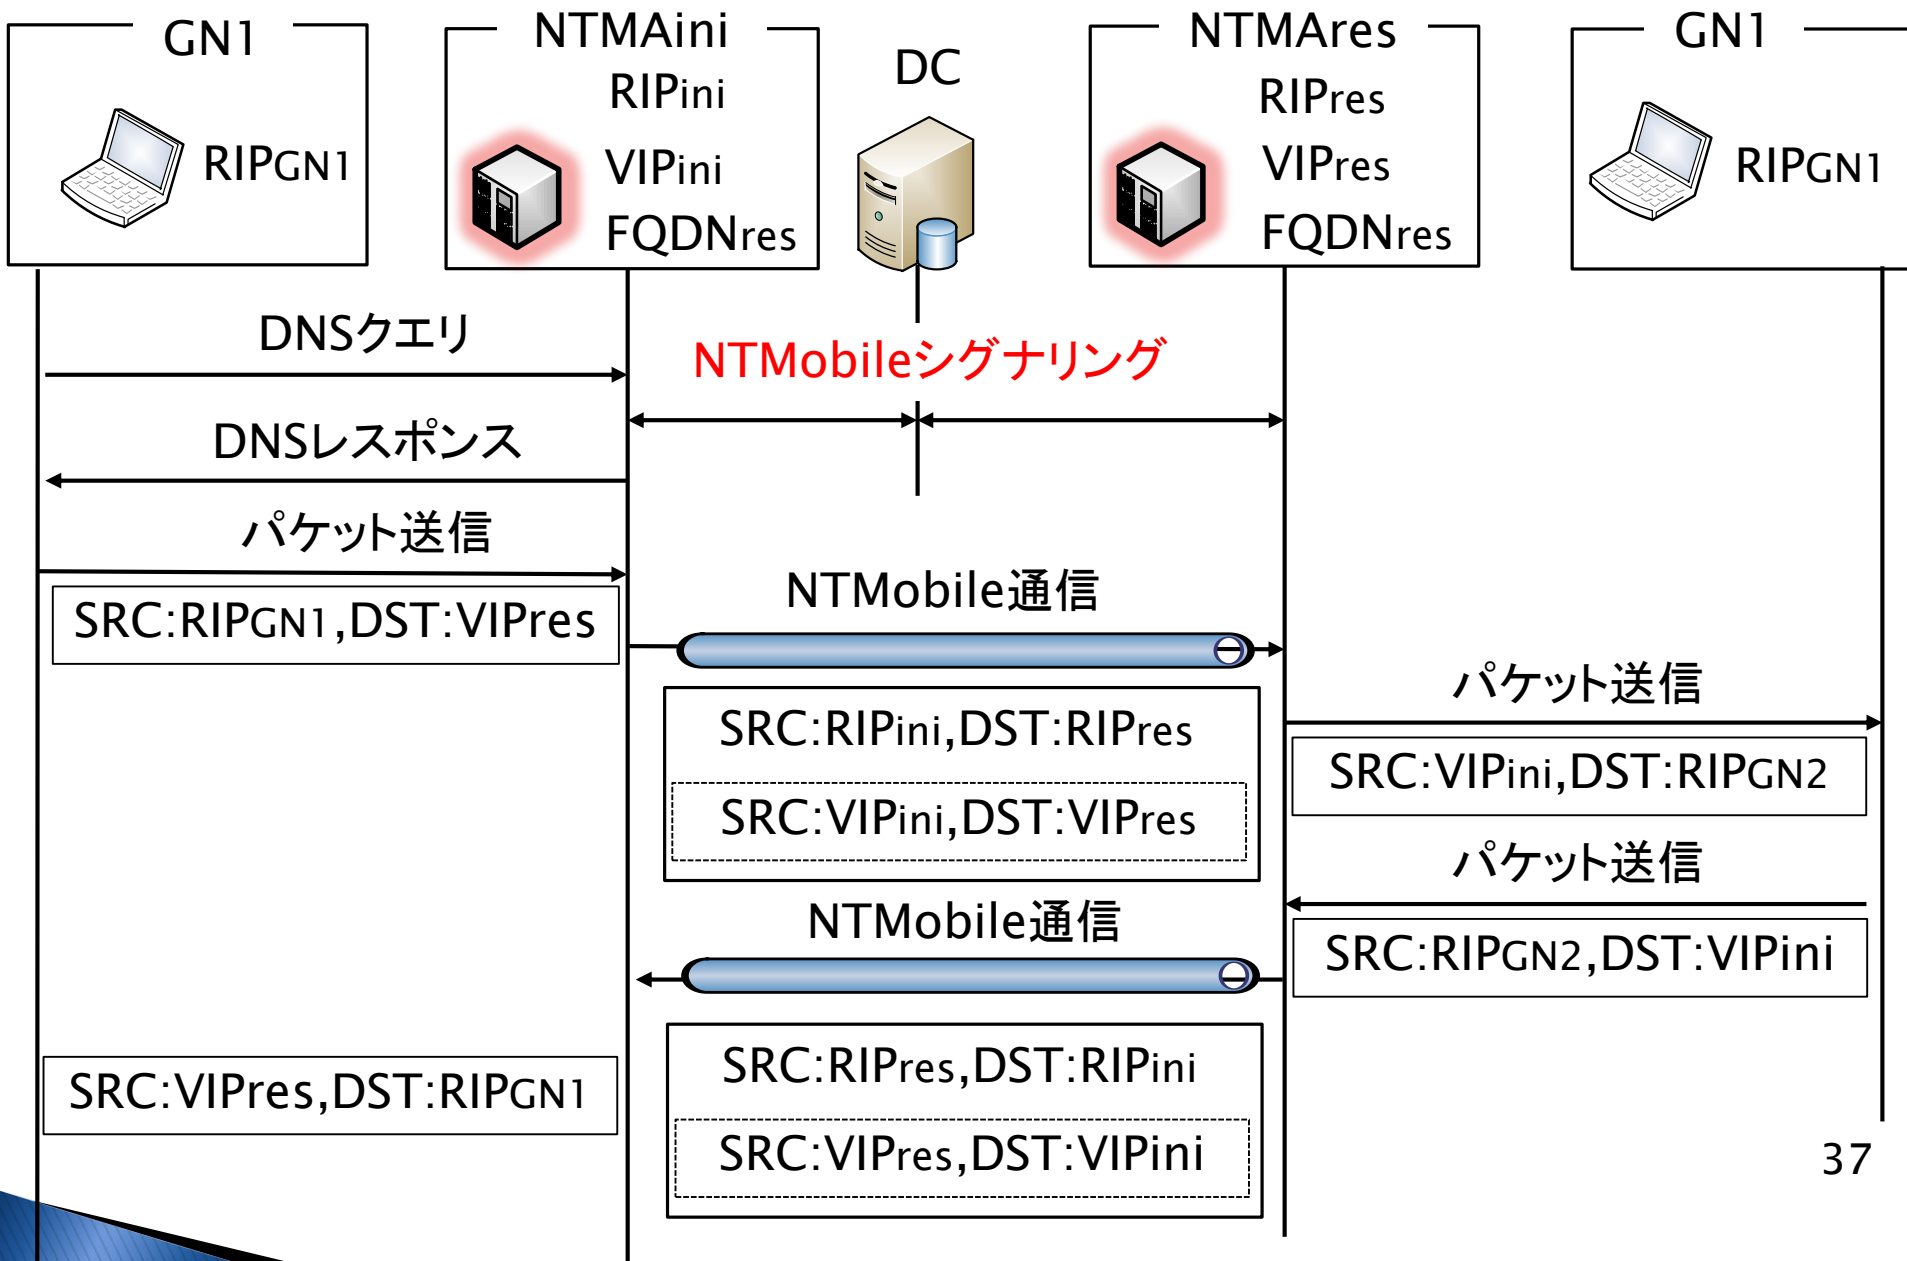 GN1
RIPGN1
NTMAini
RIPini
VIPini
FQDNres
DC
NTMAres
RIPres
VIPres
FQDNres
GN1
RIPGN1
DNSクエリ
NTMobileシグナリング
DNSレスポンス
パケット送信
SRC:RIPGN1,DST:VIPres
NTMobile通信
SRC:RIPini,DST:RIPres
SRC:VIPini,DST:VIPres
パケット送信
SRC:VIPini,DST:RIPGN2
パケット送信
SRC:RIPGN2,DST:VIPini
NTMobile通信
SRC:RIPres,DST:RIPini
SRC:VIPres,DST:VIPini
SRC:VIPres,DST:RIPGN1
37